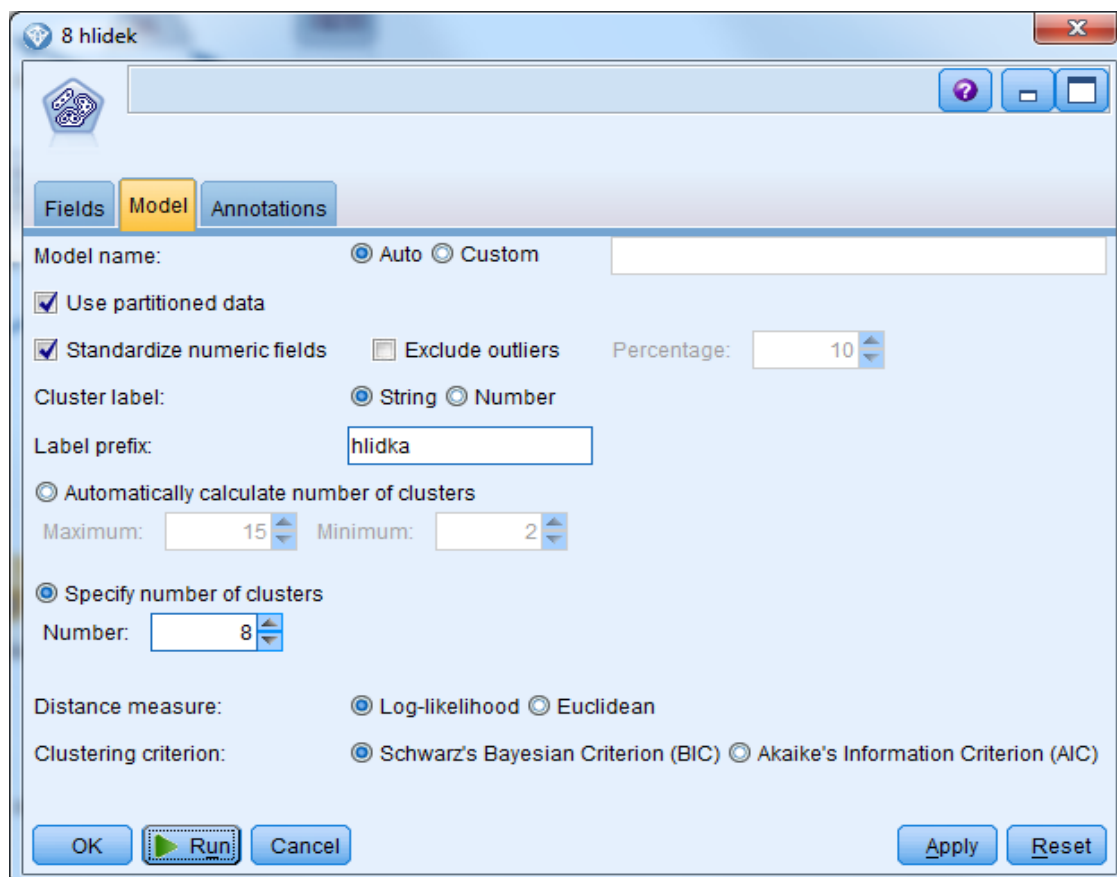 8 hlidek
?
Fields Model Annotations
Model name: Auto Custom
Use partitioned data
Standardize numeric fields Exclude outliers Percentage: 10
Cluster label: String Number
Label prefix: hlidka
Automatically calculate number of clusters
Maximum: 15 Minimum: 2
Specify number of clusters
Number: 8
Distance measure: Log-likelihood Euclidean
Clustering criterion: Schwarz's Bayesian Criterion (BIC) Akaike's Information Criterion (AIC)
OK Run Cancel Apply Reset